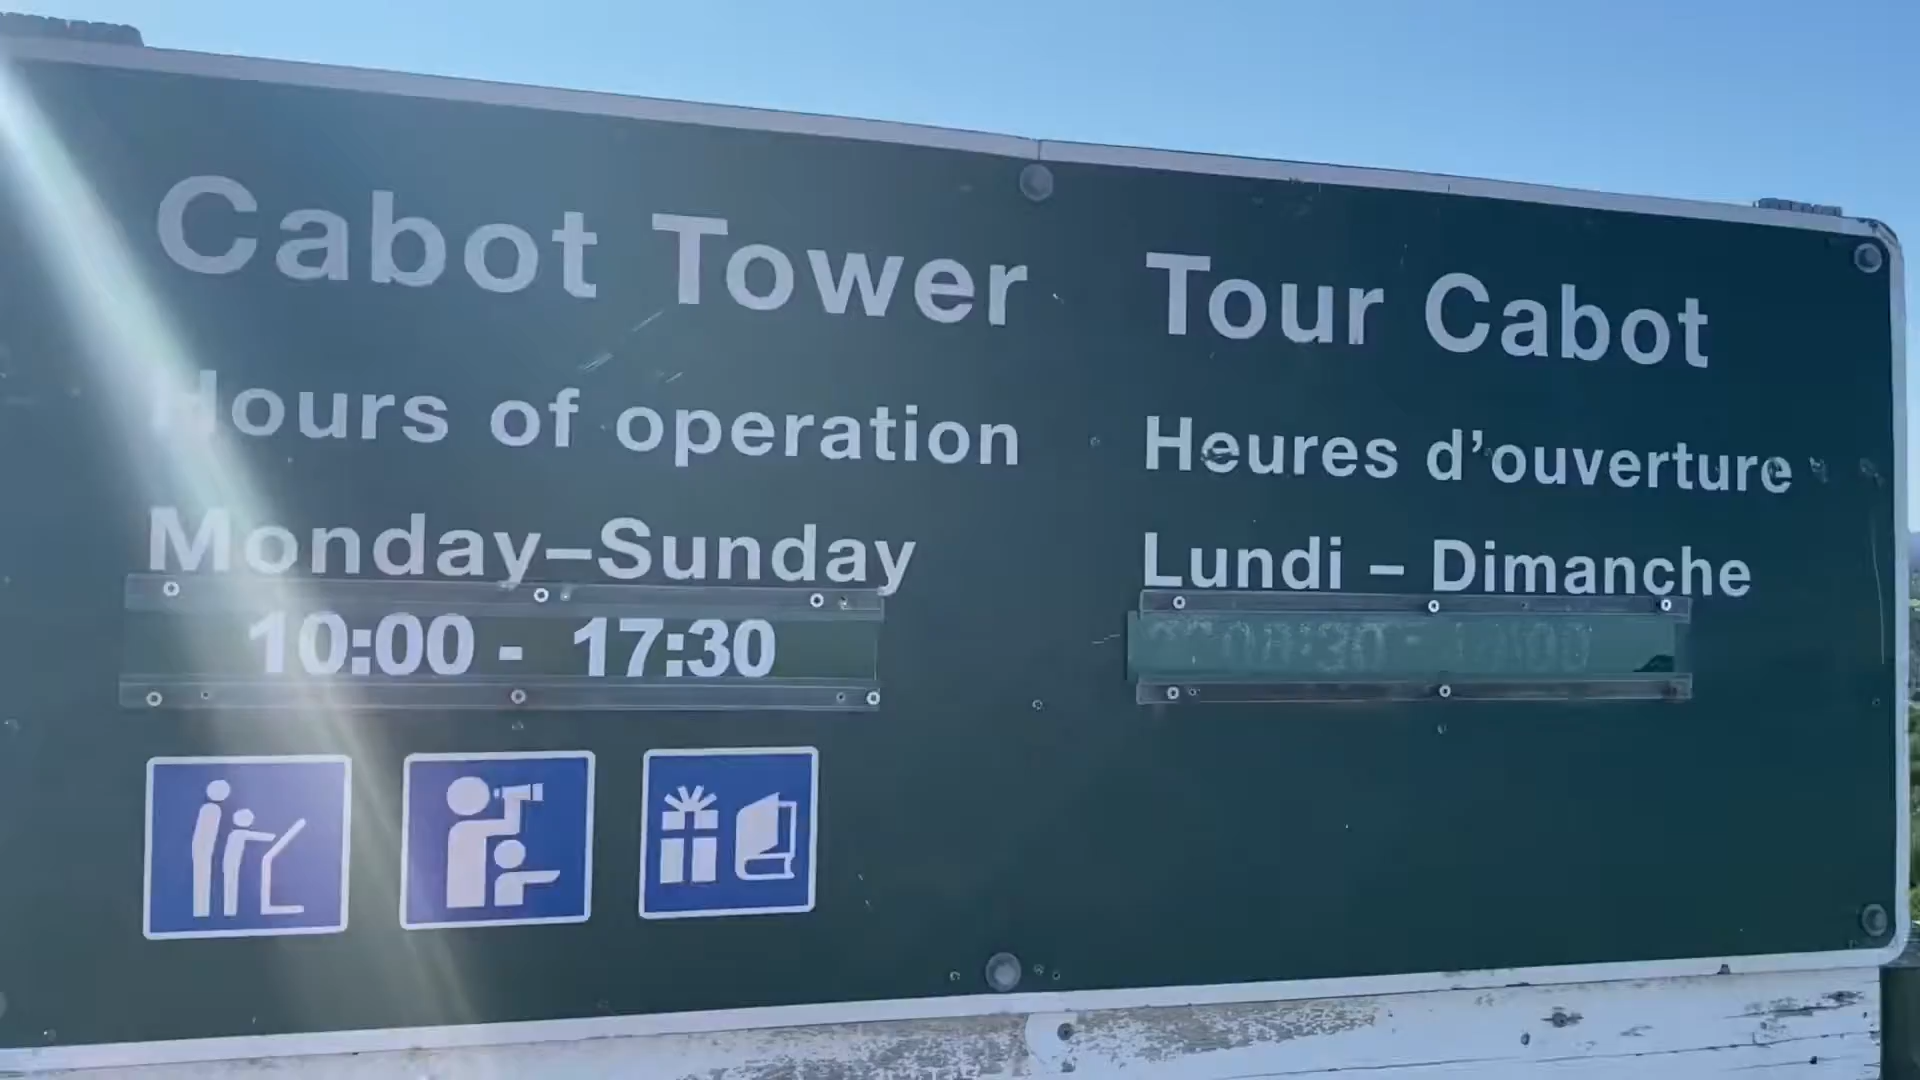 Cabot Tower
Hours of operation
Monday–Sunday
10:00 - 17:30
Tour Cabot
Heures d'ouverture
Lundi – Dimanche